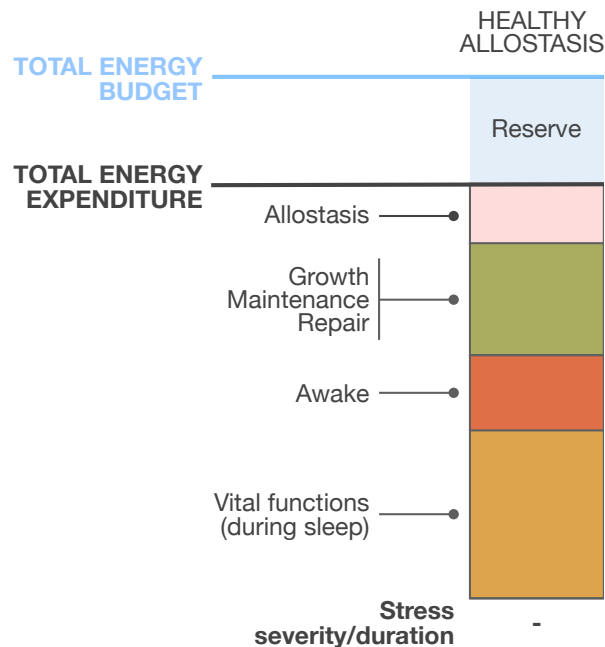 HEALTHY
ALLOSTASIS
TOTAL ENERGY
BUDGET
Reserve
TOTAL ENERGY
EXPENDITURE
Allostasis
Growth
Maintenance
Repair
Awake
Vital functions
(during sleep)
Stress
severity/duration
-